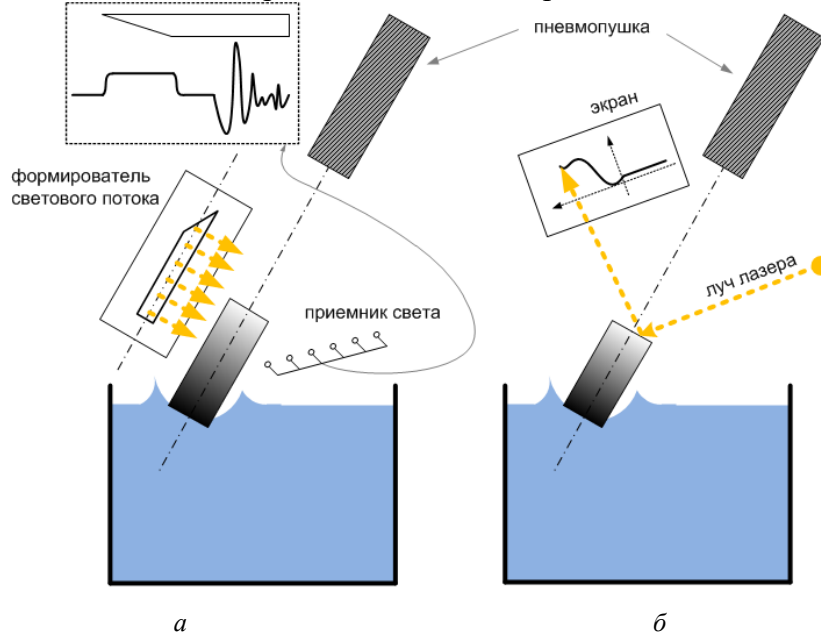 пневмопушка
экран
формирователь
светового потока
луч лазера
приемник света
а
б